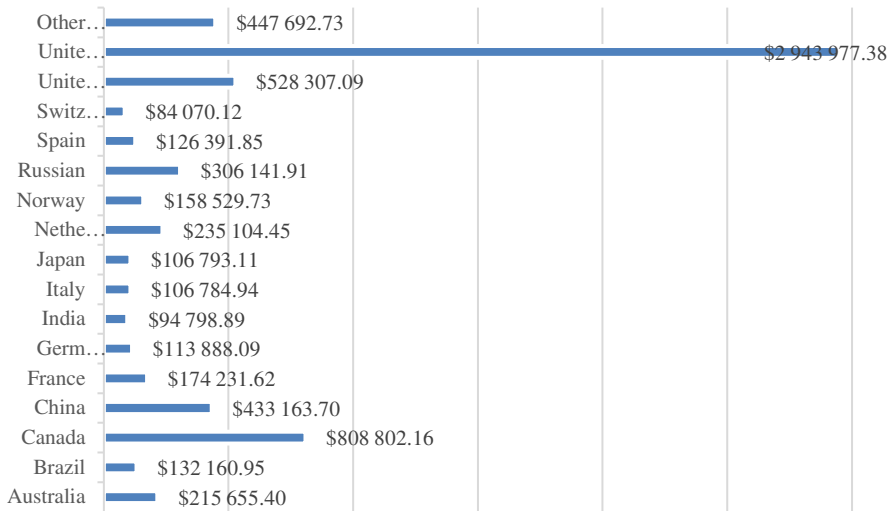 Other… $447 692.73
Unite… $2 943 977.38
Unite… $528 307.09
Switz… $84 070.12
Spain $126 391.85
Russian $306 141.91
Norway $158 529.73
Nethe… $235 104.45
Japan $106 793.11
Italy $106 784.94
India $94 798.89
Germ… $113 888.09
France $174 231.62
China $433 163.70
Canada $808 802.16
Brazil $132 160.95
Australia $215 655.40